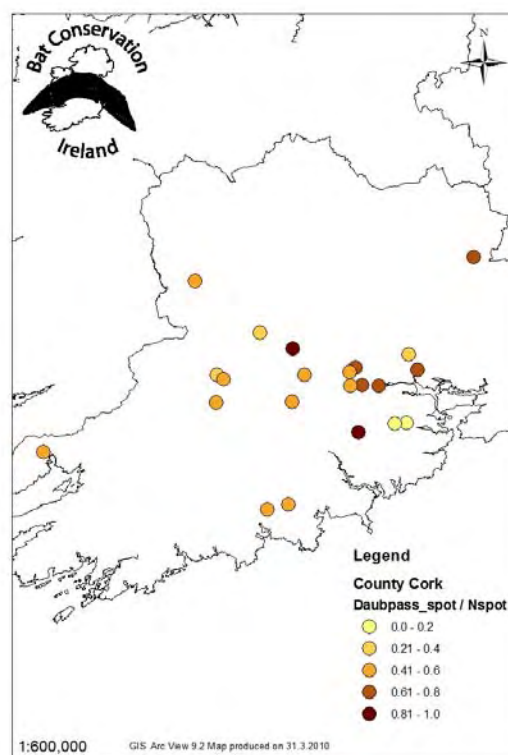 Bat Conservation
Ireland
N
Legend
County Cork
Daubpass_spot / Nspot
0.0 - 0.2
0.21 - 0.4
0.41 - 0.6
0.61 - 0.8
0.81 - 1.0
1:600,000
GIS Arc View 9.2 Map produced on 31.3.2010